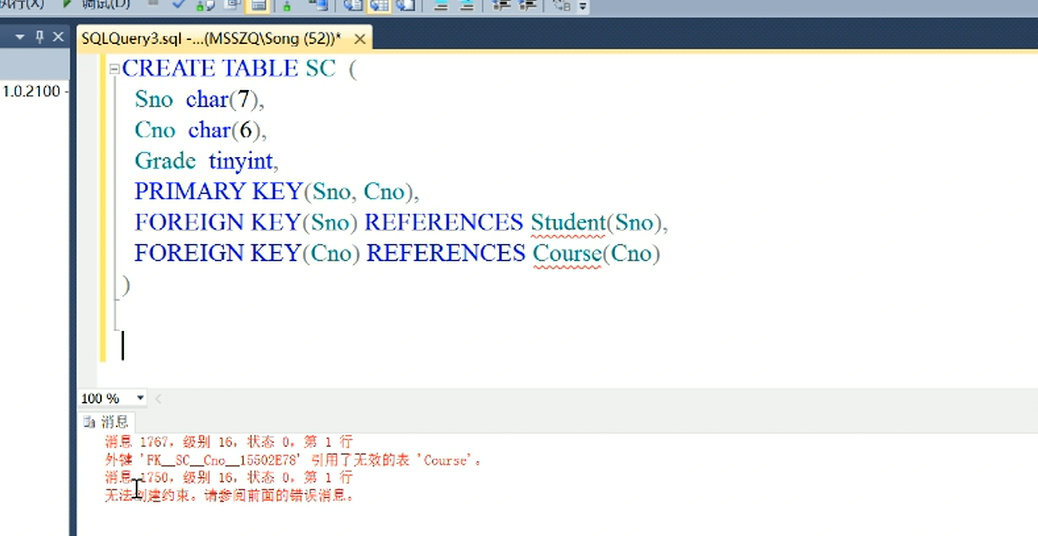 执行(X) 调试(D)
SQLQuery3.sql -...(MSSZQ\Song (52))*
1.0.2100 -
CREATE TABLE SC (
Sno char(7),
Cno char(6),
Grade tinyint,
PRIMARY KEY(Sno, Cno),
FOREIGN KEY(Sno) REFERENCES Student(Sno),
FOREIGN KEY(Cno) REFERENCES Course(Cno)
)
100 %
消息
消息 1767，级别 16，状态 0，第 1 行
外键 'FK__SC__Cno__15502E78' 引用了无效的表 'Course'。
消息 1750，级别 16，状态 0，第 1 行
无法创建约束。请参阅前面的错误消息。